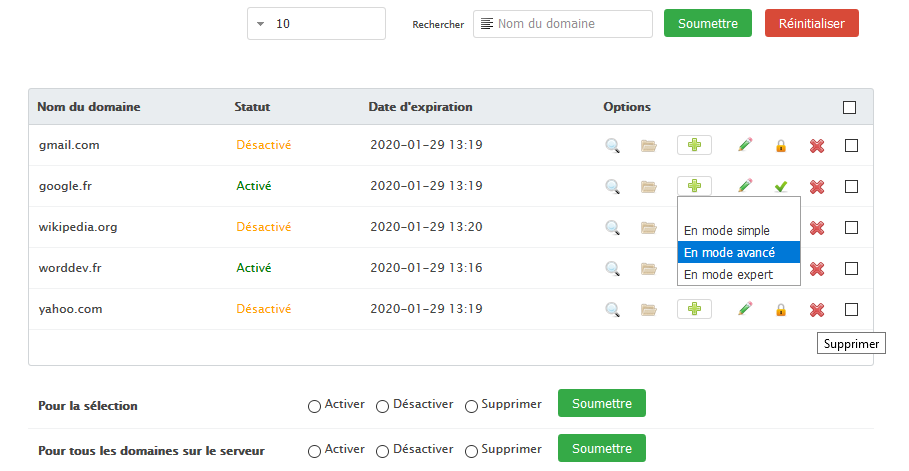 10 Rechercher Nom du domaine Soumettre Réinitialiser
Nom du domaine Statut Date d'expiration Options
gmail.com Désactivé 2020-01-29 13:19
google.fr Activé 2020-01-29 13:19
wikipedia.org Désactivé 2020-01-29 13:20
En mode simple
En mode avancé
worddev.fr Activé 2020-01-29 13:16
En mode expert
yahoo.com Désactivé 2020-01-29 13:19
Supprimer
Pour la sélection Activer Désactiver Supprimer Soumettre
Pour tous les domaines sur le serveur Activer Désactiver Supprimer Soumettre